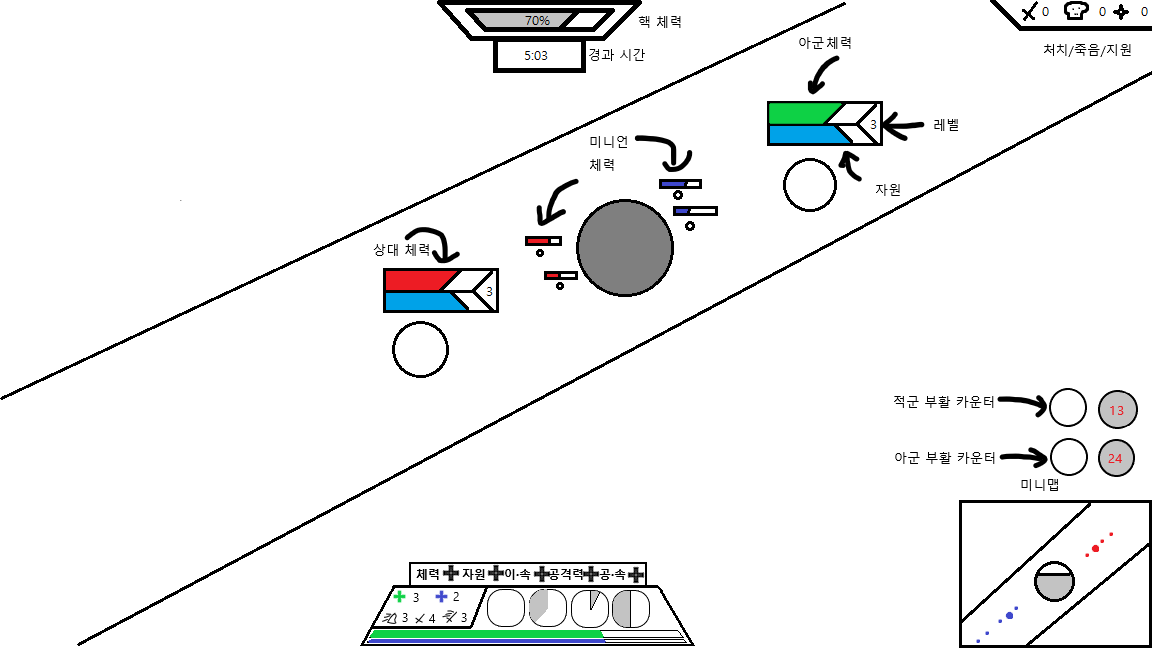 70%
핵 체력
5:03
경과 시간
0 0 0
처치/죽음/지원
아군체력
3
레벨
자원
미니언
체력
상대 체력
3
적군 부활 카운터
13
아군 부활 카운터
24
미니맵
체력 자원 이·속 공격력 공·속
3 2
3 4 3